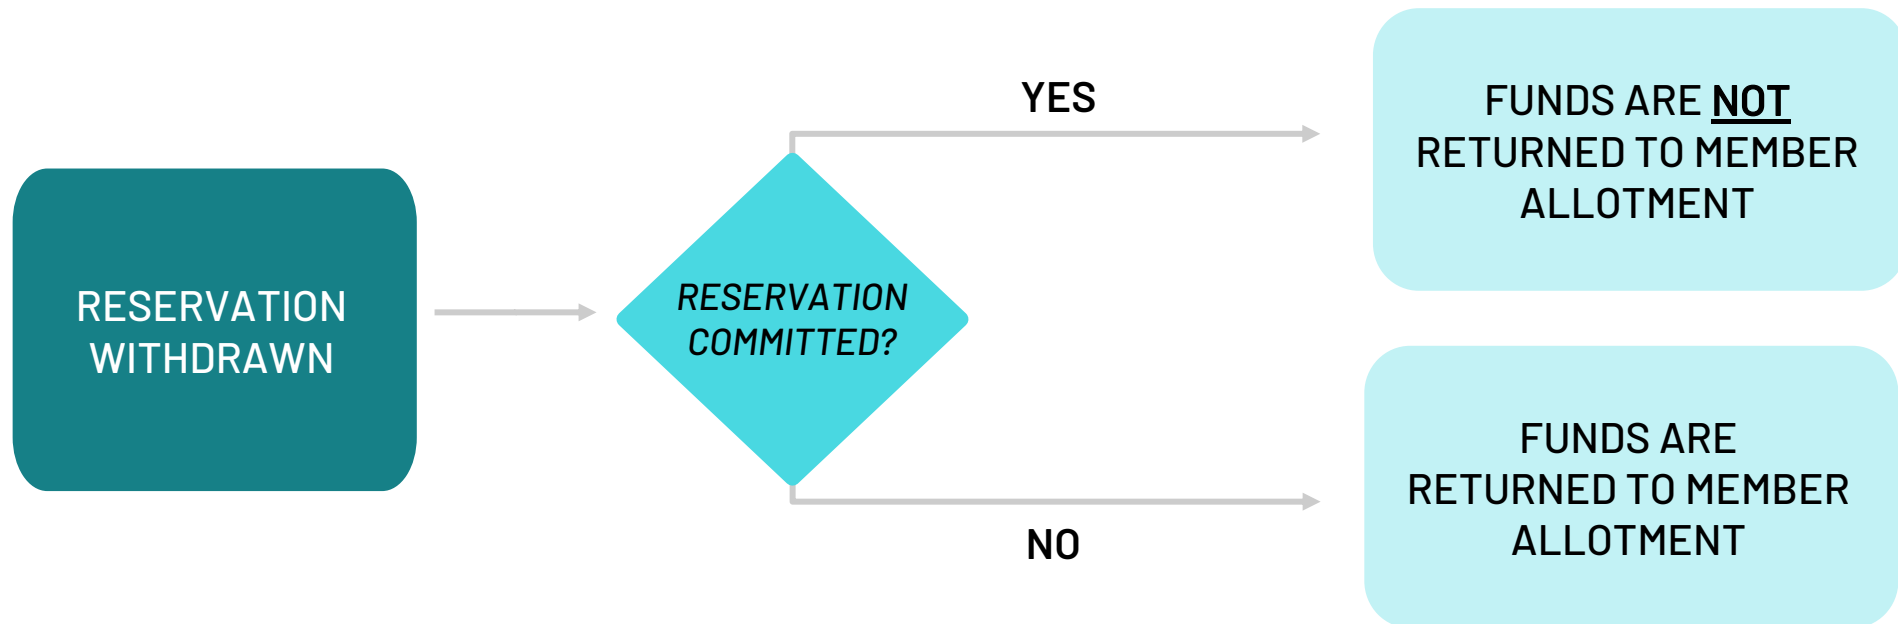 RESERVATION
WITHDRAWN
RESERVATION
COMMITTED?
YES
FUNDS ARE NOT
RETURNED TO MEMBER
ALLOTMENT
NO
FUNDS ARE
RETURNED TO MEMBER
ALLOTMENT